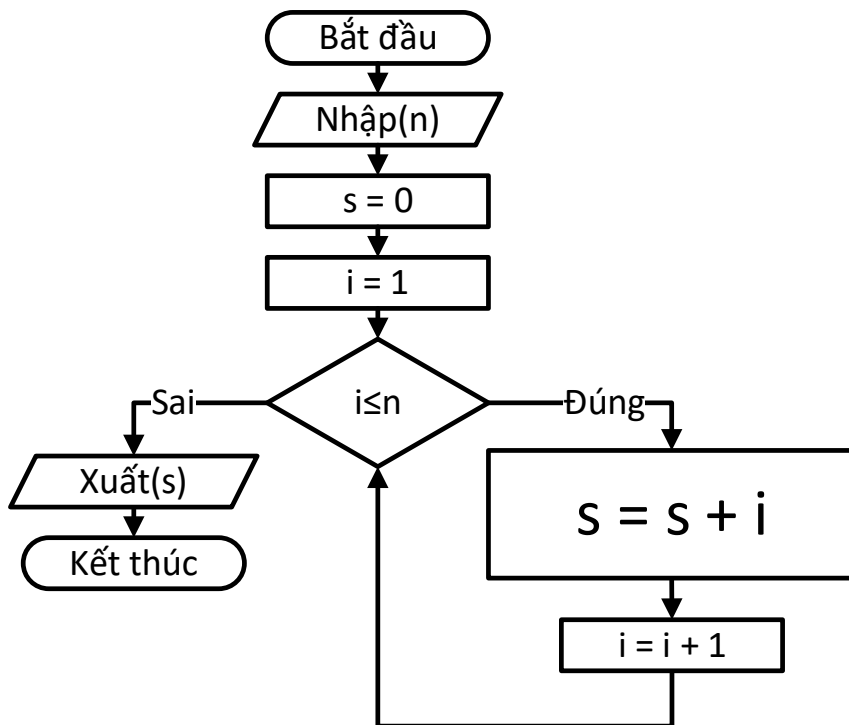 Bắt đầu
Nhập(n)
s = 0
i = 1
i≤n
Sai
Đúng
Xuất(s)
s = s + i
Kết thúc
i = i + 1